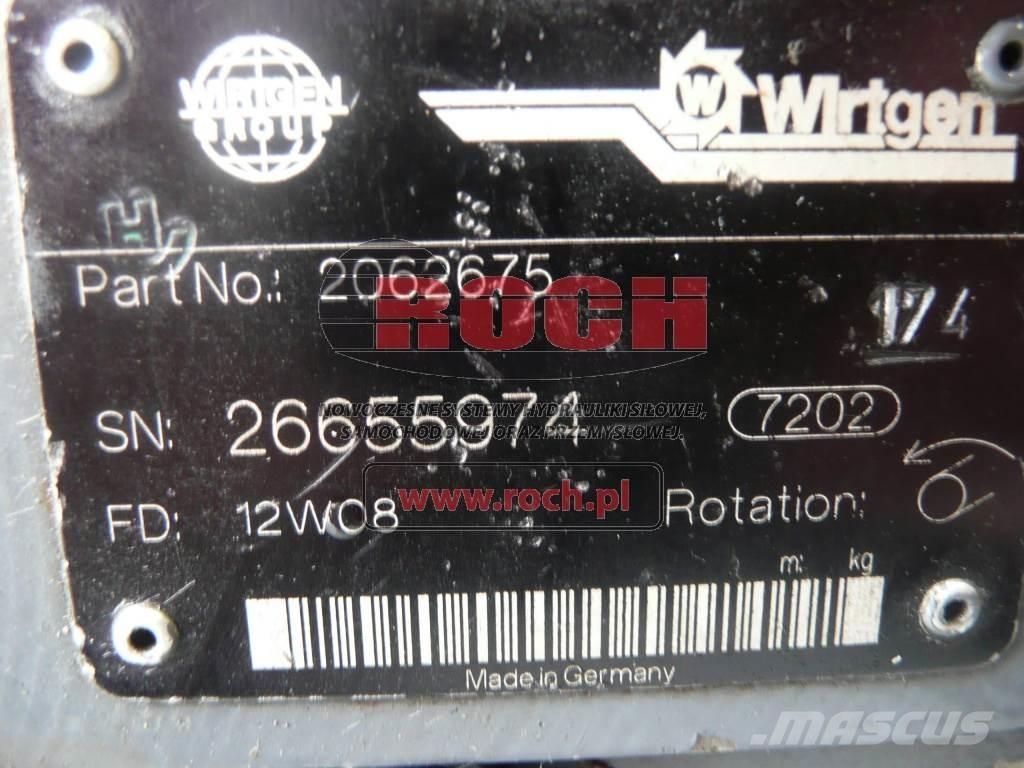 WIRTGEN
GROUP
W Wirtgen
Part No.: 2062675
174
ROCH
SN: 26655974
7202
NOWOCZESNE SYSTEMY HYDRAULIKI SIŁOWEJ,
SAMOCHODOWEJ ORAZ PRZEMYSŁOWEJ.
www.roch.pl
FD: 12W08
Rotation:
m: kg
Made in Germany
MASCUS